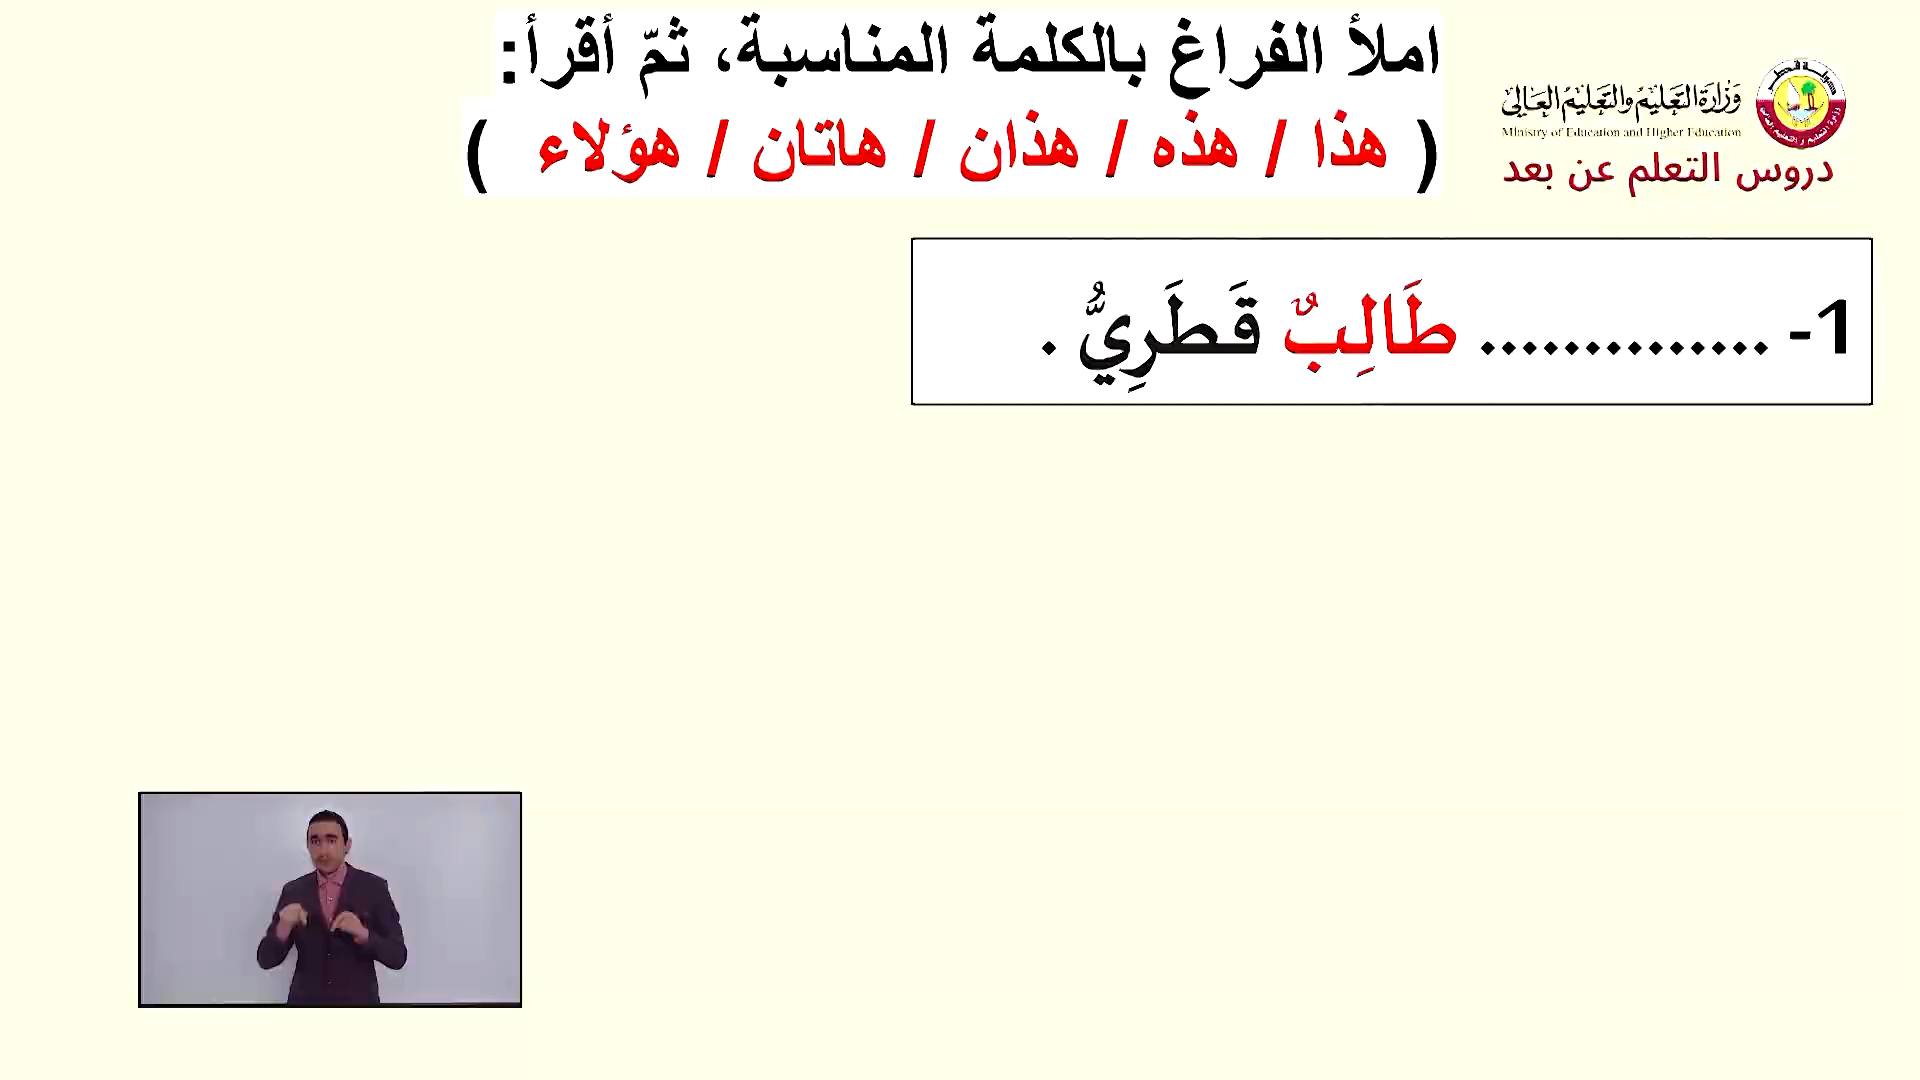 املأ الفراغ بالكلمة المناسبة، ثمّ أقرأ:
( هذا / هذه / هذان / هاتان / هؤلاء )
وزارة التعليم والتعليم العالي
Ministry of Education and Higher Education
دروس التعلم عن بعد
1- .............. طَالِبٌ قَطَرِيُّ .